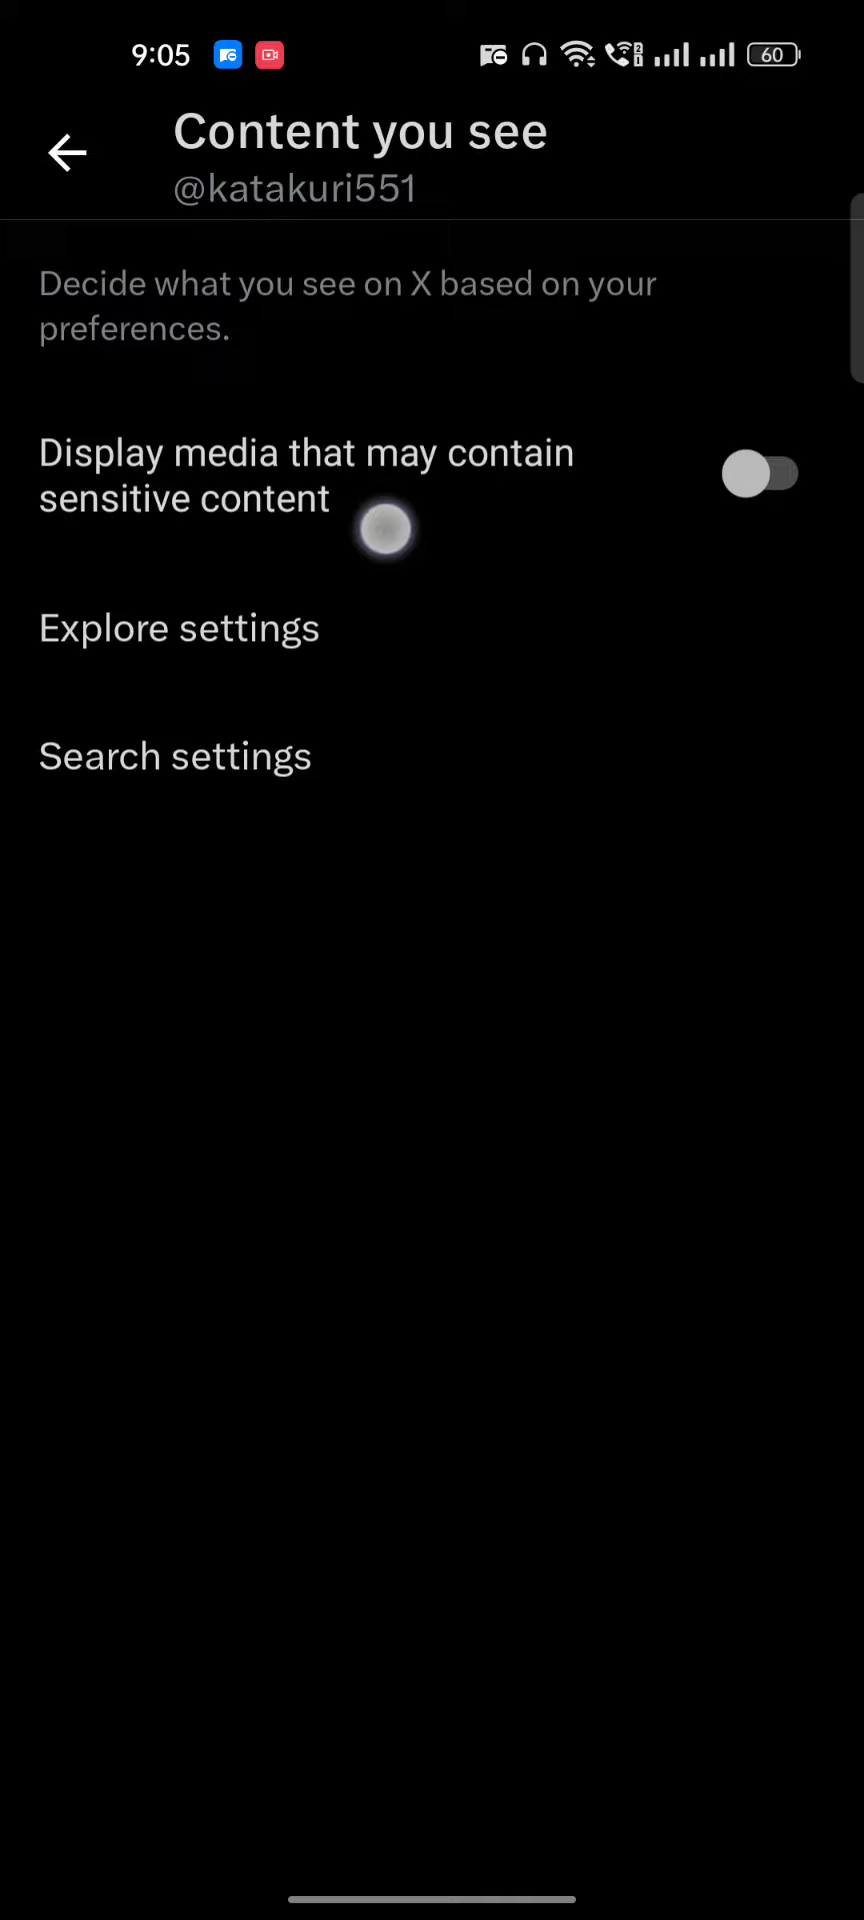 9:05
60
Content you see
@katakuri551
Decide what you see on X based on your
preferences.
Display media that may contain
sensitive content
Explore settings
Search settings